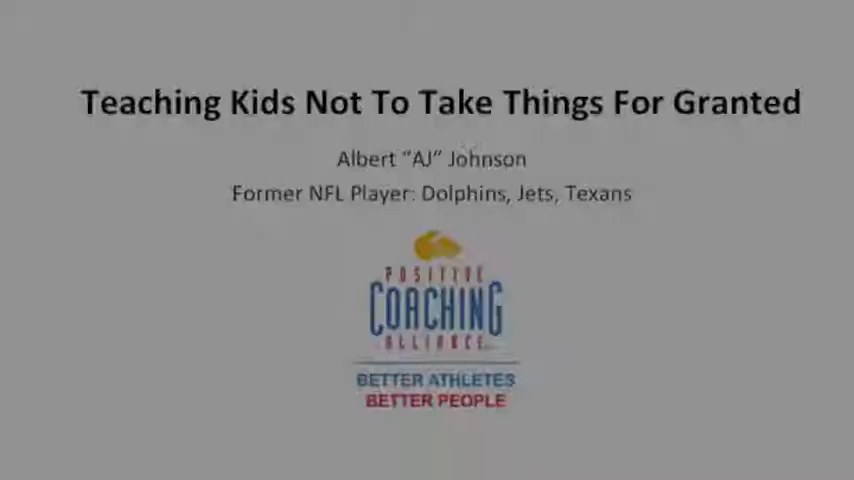 Teaching Kids Not To Take Things For Granted
Albert “AJ” Johnson
Former NFL Player: Dolphins, Jets, Texans
POSITIVE
COACHING
ALLIANCE
BETTER ATHLETES
BETTER PEOPLE